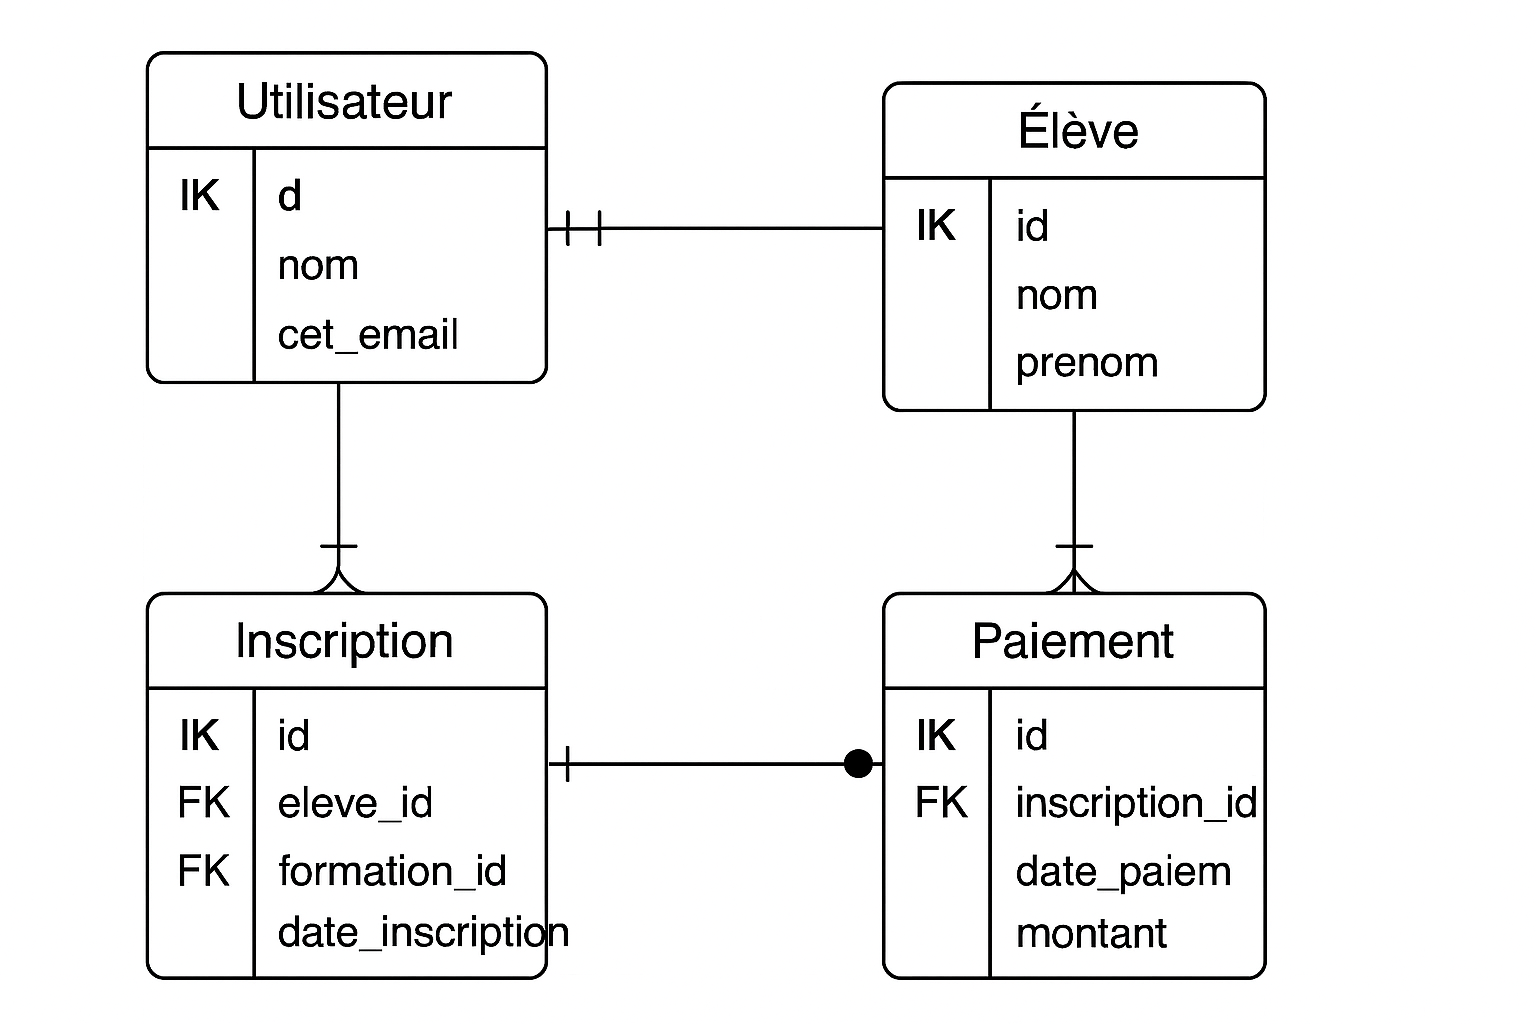 Utilisateur
IK d
nom
cet_email
Élève
IK id
nom
prenom
Inscription
IK id
FK eleve_id
FK formation_id
date_inscription
Paiement
IK id
FK inscription_id
date_paiem
montant